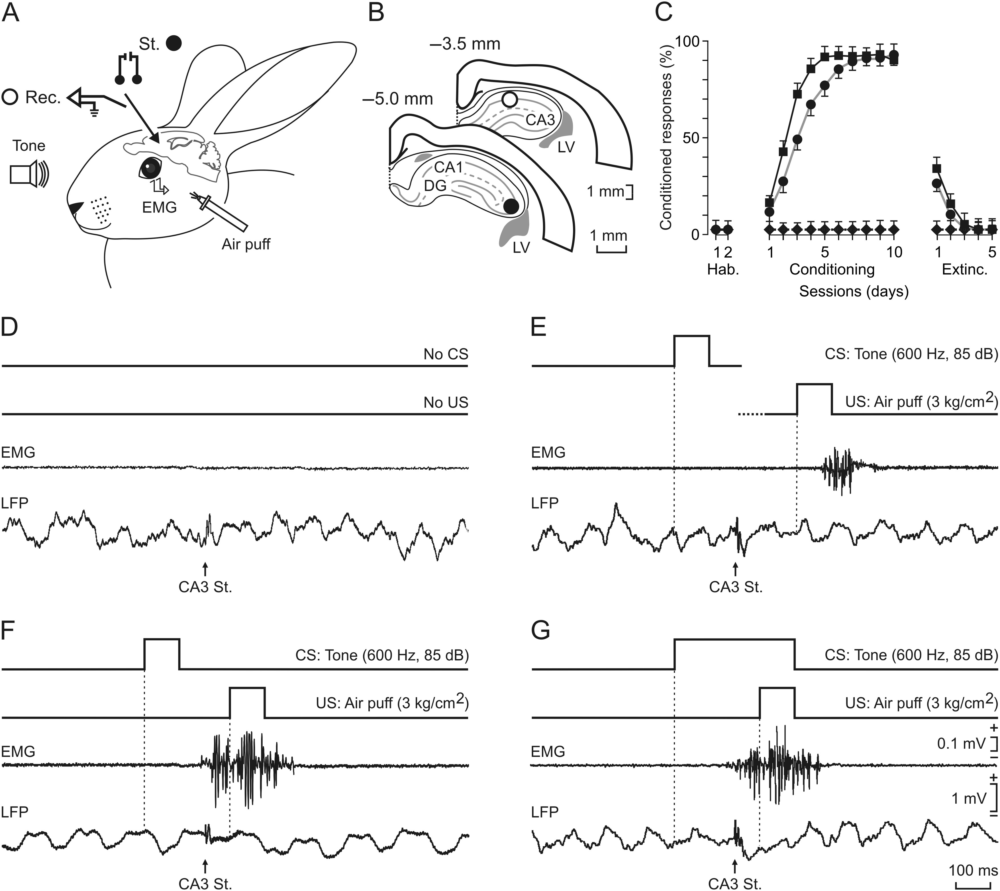 A
St.
Rec.
Tone
EMG
Air puff
B
–3.5 mm
–5.0 mm
CA3
LV
CA1
DG
1 mm
LV
1 mm
C
Conditioned responses (%)
100
50
0
1 2
1
5
10
1
5
Hab.
Conditioning
Extinc.
Sessions (days)
D
No CS
No US
EMG
LFP
CA3 St.
E
CS: Tone (600 Hz, 85 dB)
US: Air puff (3 kg/cm²)
EMG
LFP
CA3 St.
F
CS: Tone (600 Hz, 85 dB)
US: Air puff (3 kg/cm²)
EMG
LFP
CA3 St.
G
CS: Tone (600 Hz, 85 dB)
US: Air puff (3 kg/cm²)
EMG
+
0.1 mV
–
LFP
+
1 mV
–
CA3 St.
100 ms